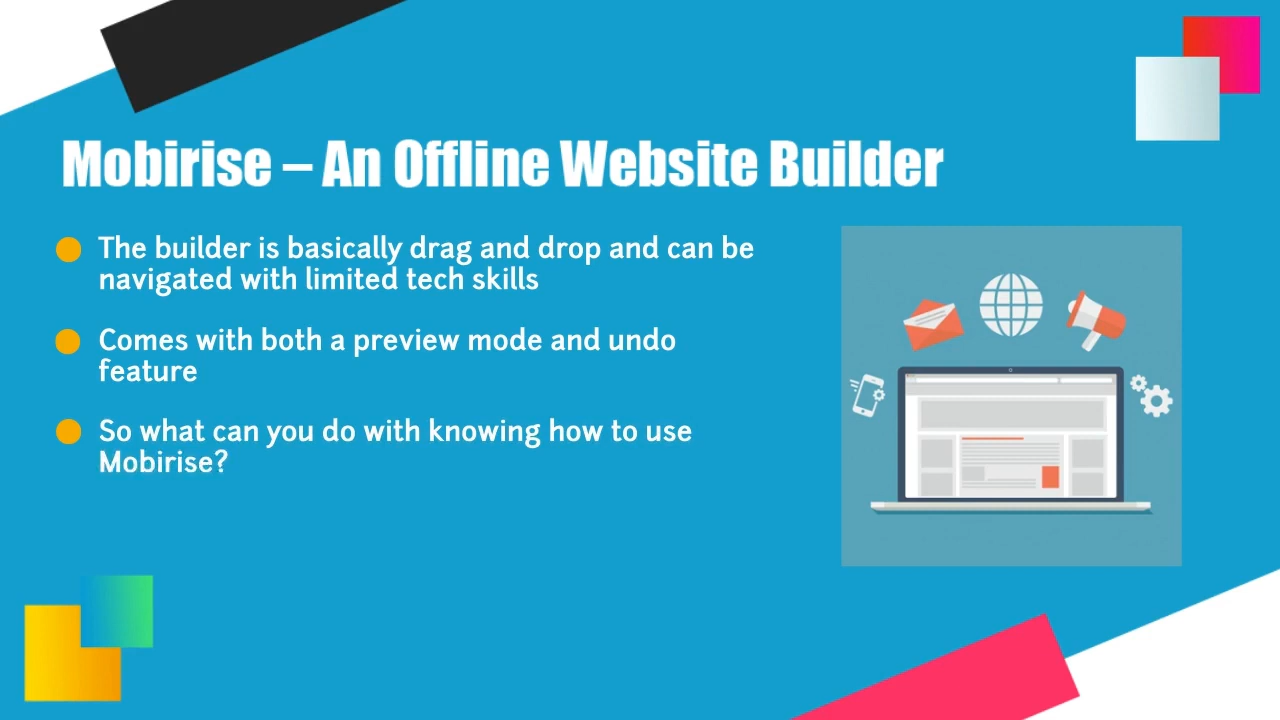 Mobirise – An Offline Website Builder
The builder is basically drag and drop and can be
navigated with limited tech skills
Comes with both a preview mode and undo
feature
So what can you do with knowing how to use
Mobirise?